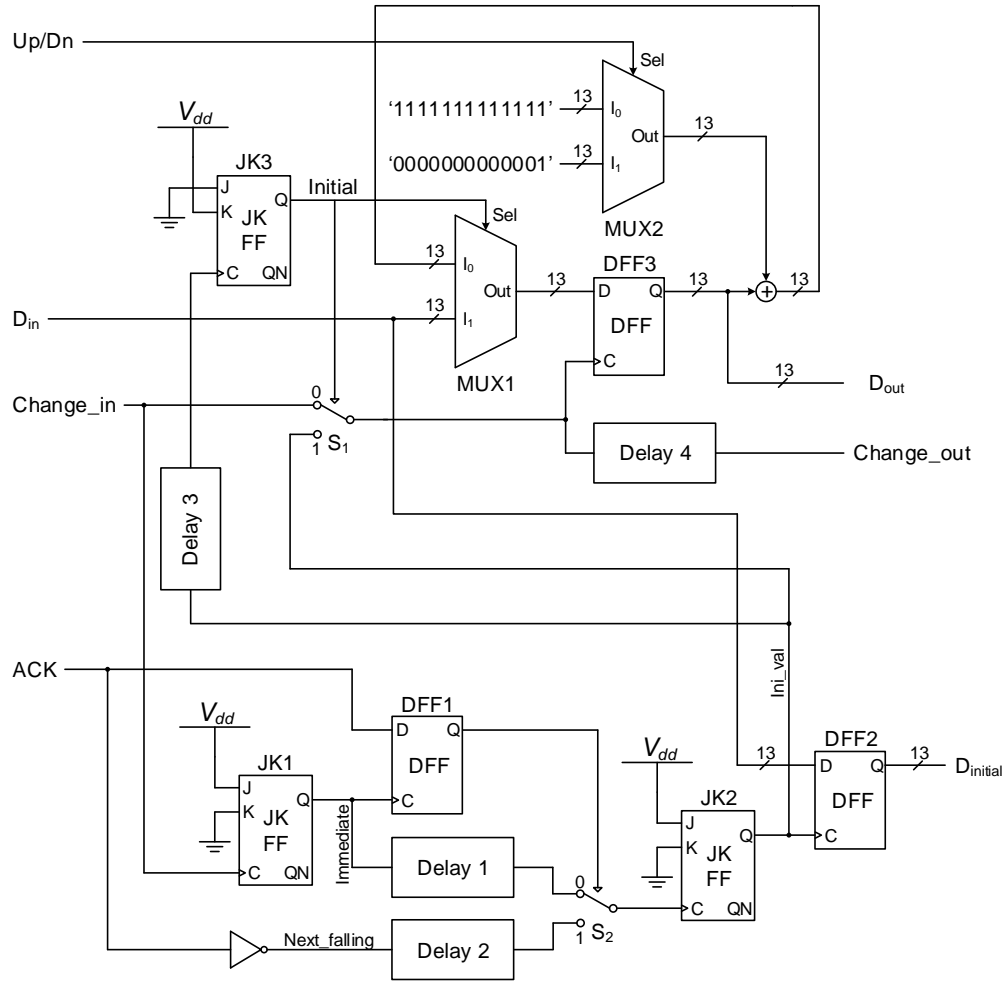 Up/Dn
Sel
13
'1111111111111'
13
I0
Out
13
'0000000000001'
13
I1
MUX2
Vdd
JK3
J
K
JK
FF
Q
C
QN
Initial
Sel
13
I0
Out
13
I1
MUX1
DFF3
D
Q
DFF
C
13
13
Din
13
13
Dout
Change_in
0
1
S1
Delay 4
Change_out
Delay 3
ACK
Ini_val
Vdd
JK1
J
K
JK
FF
Q
C
QN
Immediate
DFF1
D
Q
DFF
C
Delay 1
Next_falling
Delay 2
0
1
S2
Vdd
JK2
J
K
JK
FF
Q
C
QN
DFF2
13
D
Q
DFF
C
13
Dinitial